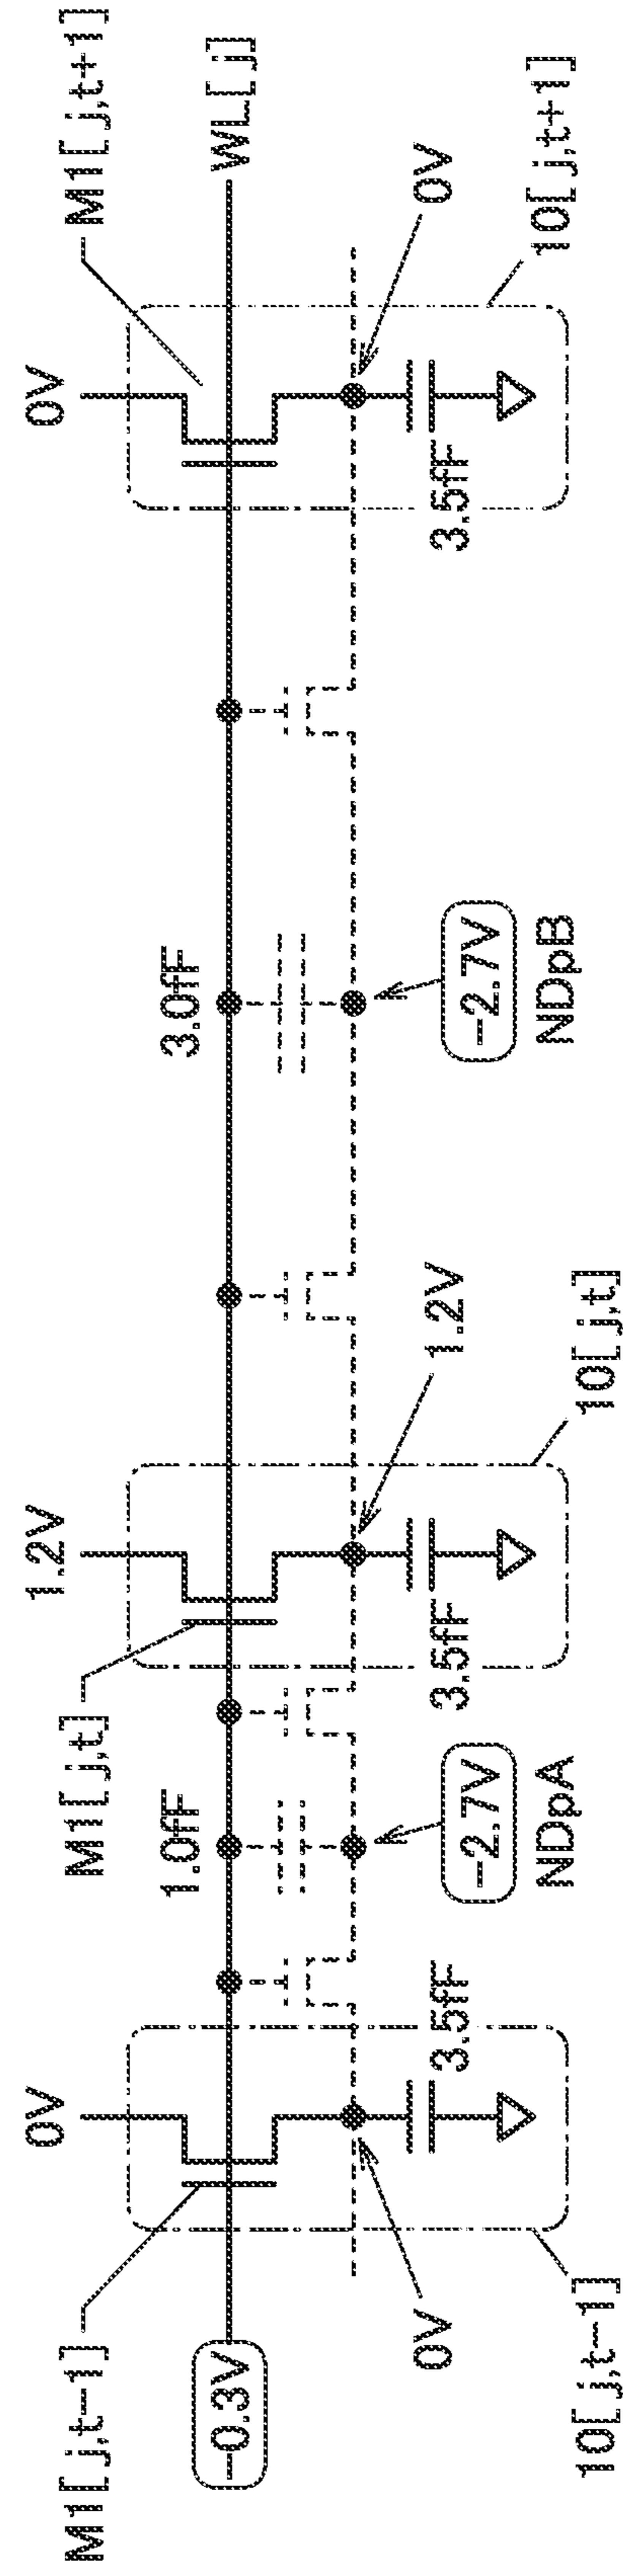 0V
1.2V
0V
M1[j,t−1]
M1[j,t]
M1[j,t+1]
1.0fF
3.0fF
−0.3V
WL[j]
0V
3.5fF
3.5fF
1.2V
3.5fF
0V
−2.7V
−2.7V
NDpA
NDpB
10[j,t−1]
10[j,t]
10[j,t+1]